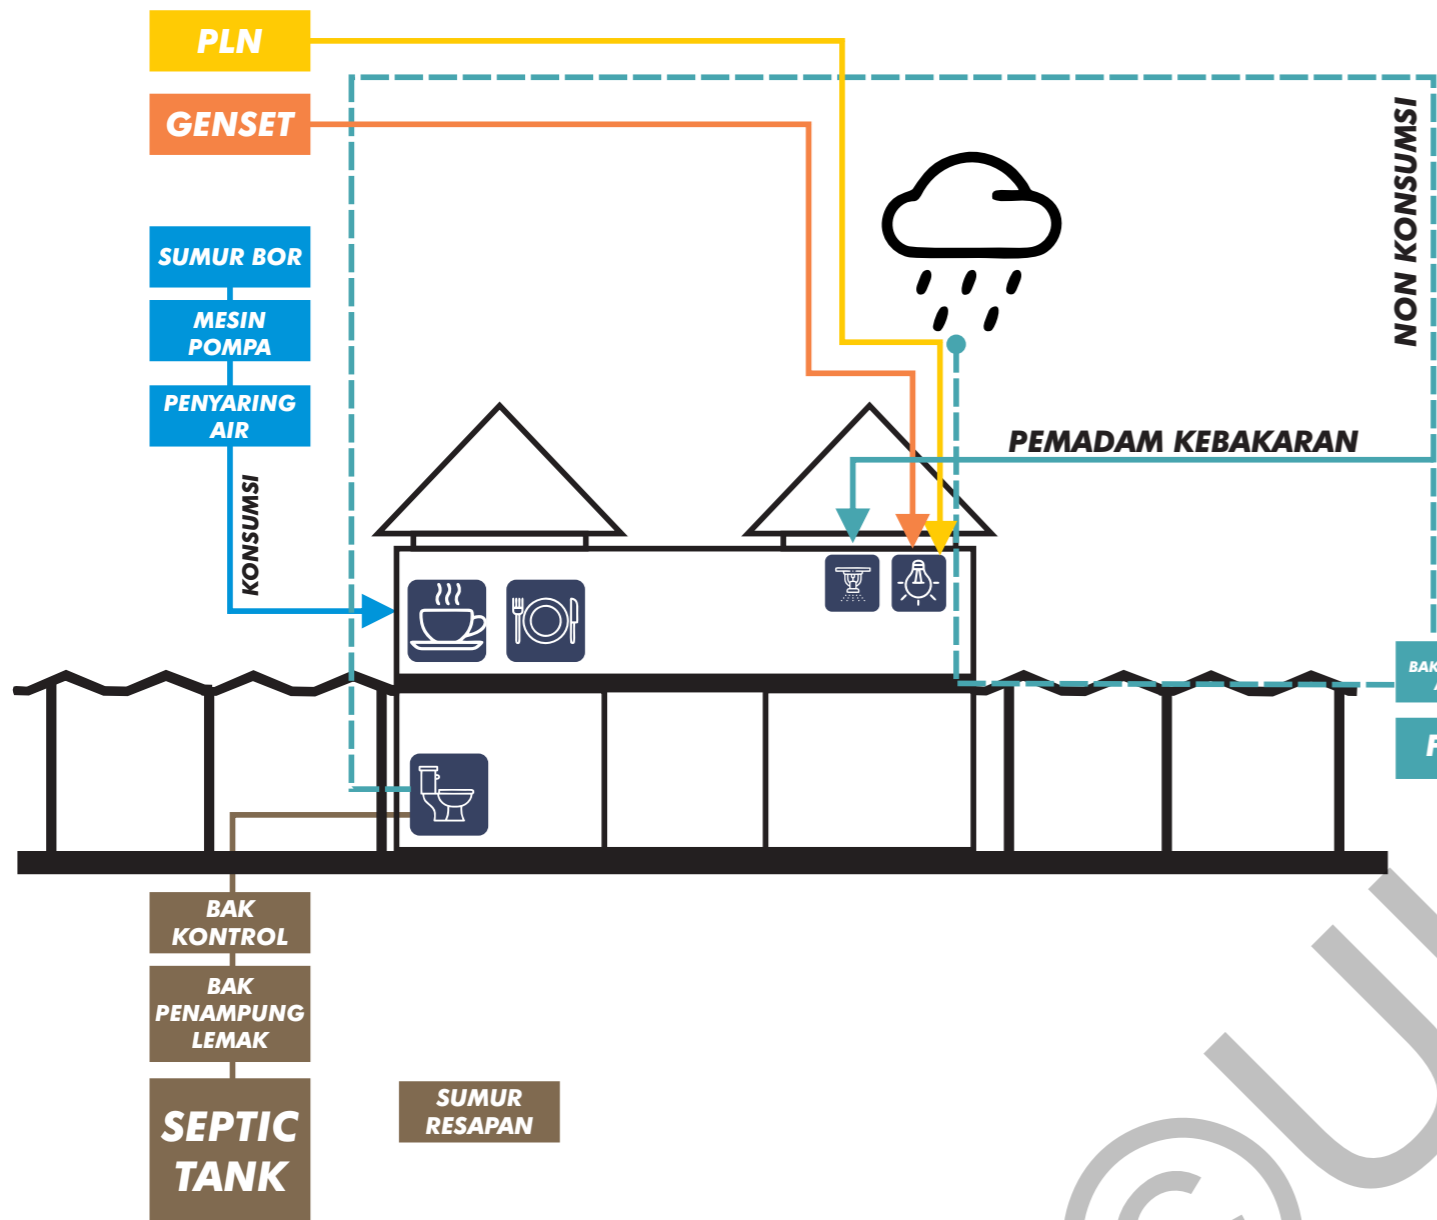 PLN
GENSET
SUMUR BOR
MESIN
POMPA
PENYARING
AIR
KONSUMSI
NON KONSUMSI
PEMADAM KEBAKARAN
BAK
BAK
KONTROL
BAK
PENAMPUNG
LEMAK
SEPTIC
TANK
SUMUR
RESAPAN